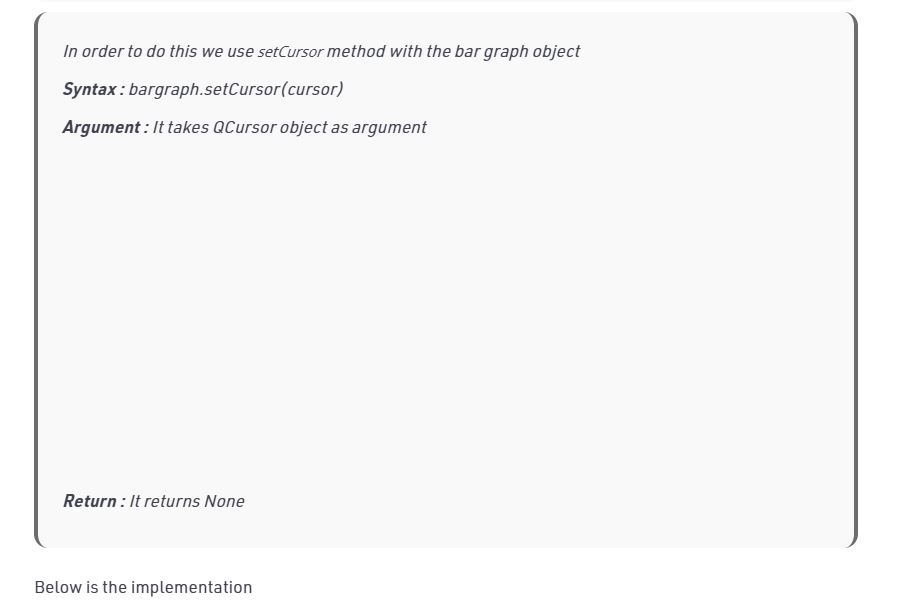 In order to do this we use setCursor method with the bar graph object
Syntax : bargraph.setCursor(cursor)
Argument : It takes QCursor object as argument
Return : It returns None
Below is the implementation